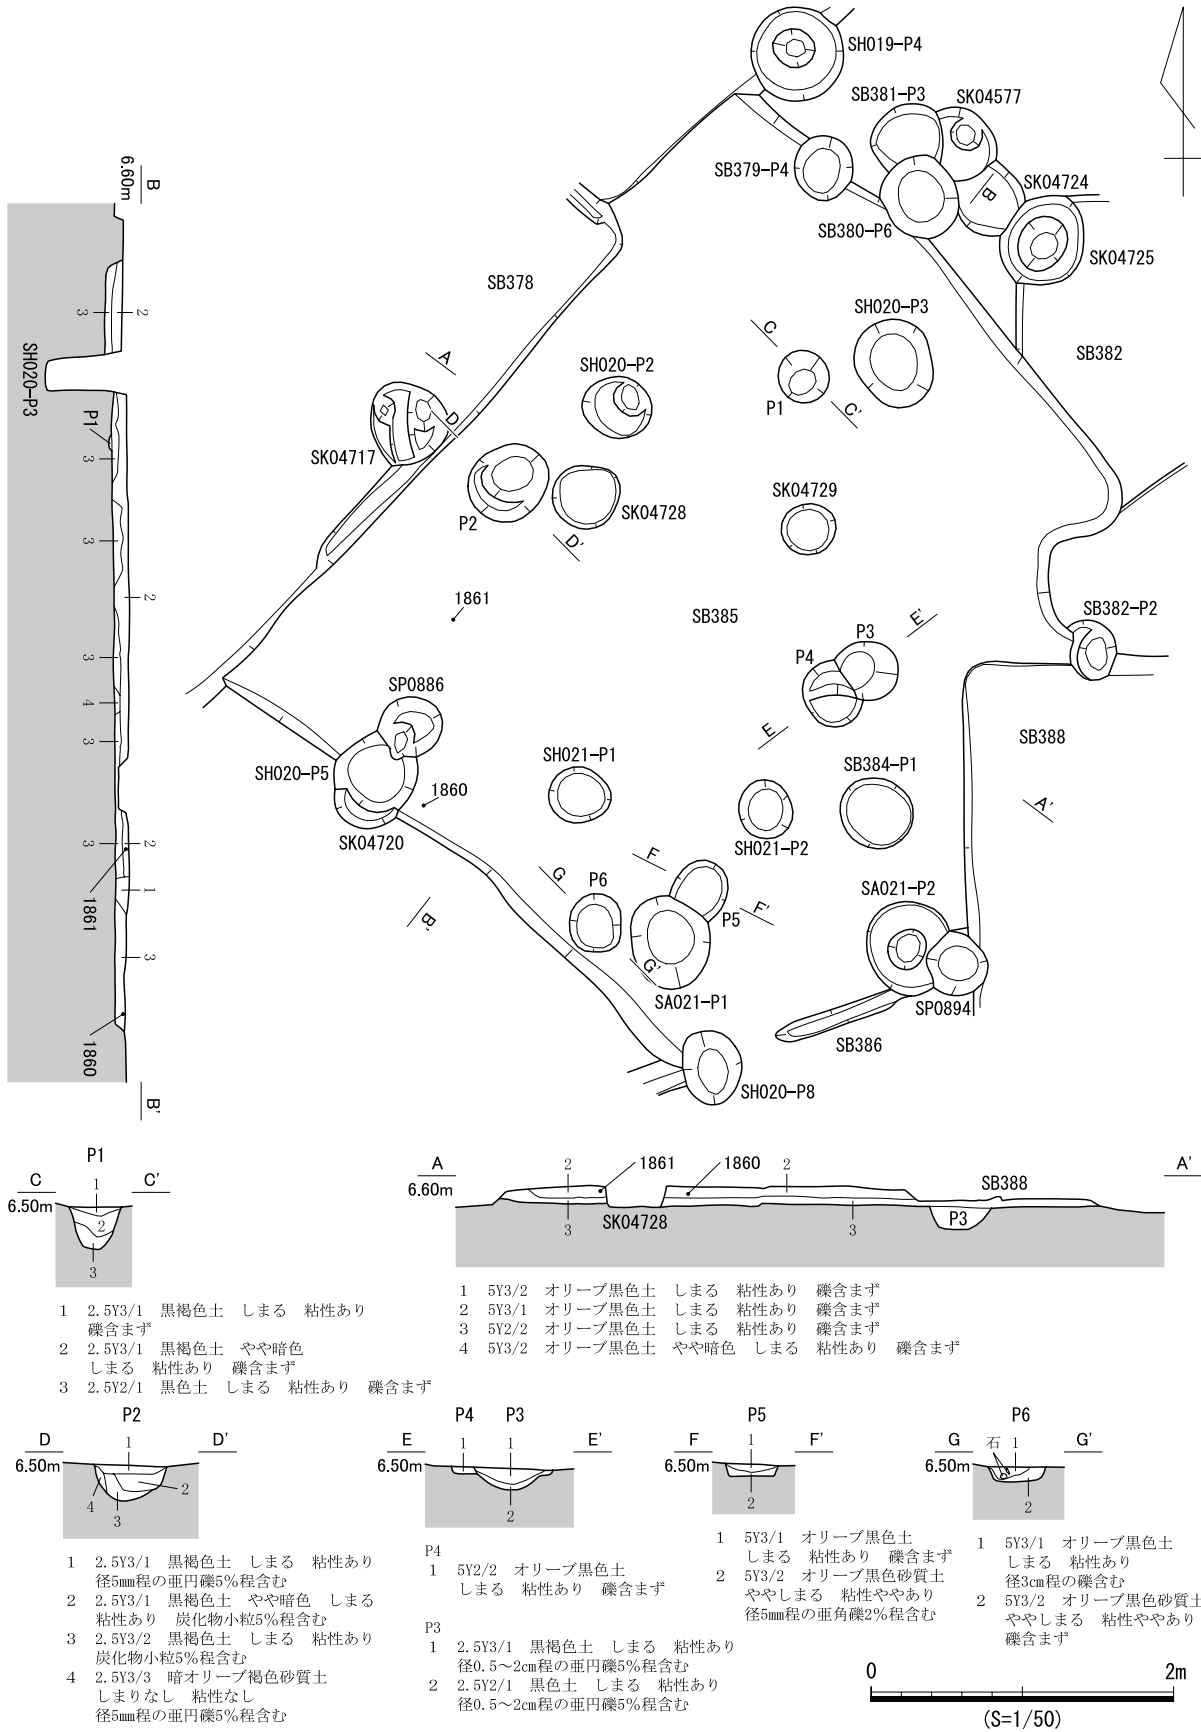 SH019-P4
SB381-P3
SK04577
SB379-P4
SK04724
B
SB380-P6
SK04725
SB378
SH020-P3
SB382
C
SH020-P2
A
P1
C'
D
SK04717
P2
SK04728
SK04729
D'
1861
SB385
E'
P3
SB382-P2
P4
SP0886
E
SB388
SH020-P5
SH021-P1
SB384-P1
1860
A'
SK04720
SH021-P2
F
G
P6
SA021-P2
B'
P5
F'
G'
SA021-P1
SP0894
SB386
SH020-P8
B
6.60m
3
2
SH020-P3
P1
3
3
2
3
4
3
3
2
1861
1
3
1860
B'
P1
C
C'
6.50m
1
2
3
1 2.5Y3/1 黒褐色土 しまる 粘性あり
礫含まず
2 2.5Y3/1 黒褐色土 やや暗色
しまる 粘性あり 礫含まず
3 2.5Y2/1 黒色土 しまる 粘性あり 礫含まず
A
A'
6.60m
2
1861
1860
2
SB388
3
SK04728
3
P3
1 5Y3/2 オリーブ黒色土 しまる 粘性あり 礫含まず
2 5Y3/1 オリーブ黒色土 しまる 粘性あり 礫含まず
3 5Y2/2 オリーブ黒色土 しまる 粘性あり 礫含まず
4 5Y3/2 オリーブ黒色土 やや暗色 しまる 粘性あり 礫含まず
P2
D
D'
6.50m
1
2
4
3
1 2.5Y3/1 黒褐色土 しまる 粘性あり
径5mm程の亜円礫5%程含む
2 2.5Y3/1 黒褐色土 やや暗色 しまる
粘性あり 炭化物小粒5%程含む
3 2.5Y3/2 黒褐色土 しまる 粘性あり
炭化物小粒5%程含む
4 2.5Y3/3 暗オリーブ褐色砂質土
しまりなし 粘性なし
径5mm程の亜円礫5%程含む
P4 P3
E
E'
6.50m
1
1
2
P4
1 5Y2/2 オリーブ黒色土
しまる 粘性あり 礫含まず
P3
1 2.5Y3/1 黒褐色土 しまる 粘性あり
径0.5～2cm程の亜円礫5%程含む
2 2.5Y2/1 黒色土 しまる 粘性あり
径0.5～2cm程の亜円礫5%程含む
P5
F
F'
6.50m
1
2
1 5Y3/1 オリーブ黒色土
しまる 粘性あり 礫含まず
2 5Y3/2 オリーブ黒色砂質土
ややしまる 粘性ややあり
径5mm程の亜角礫2%程含む
P6
G
G'
6.50m
石
1
2
1 5Y3/1 オリーブ黒色土
しまる 粘性あり
径3cm程の礫含む
2 5Y3/2 オリーブ黒色砂質土
ややしまる 粘性ややあり
礫含まず
0
2m
(S=1/50)